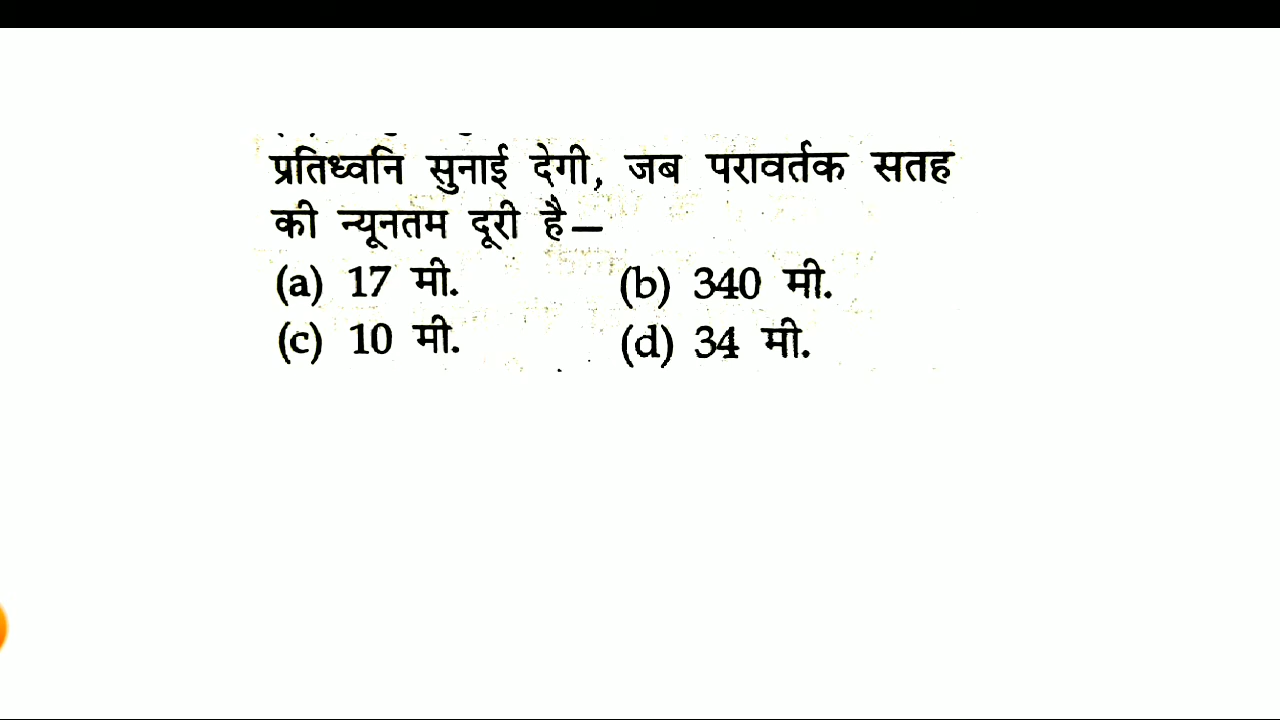 प्रतिध्वनि सुनाई देगी, जब परावर्तक सतह
की न्यूनतम दूरी है—
(a) 17 मी. (b) 340 मी.
(c) 10 मी. (d) 34 मी.